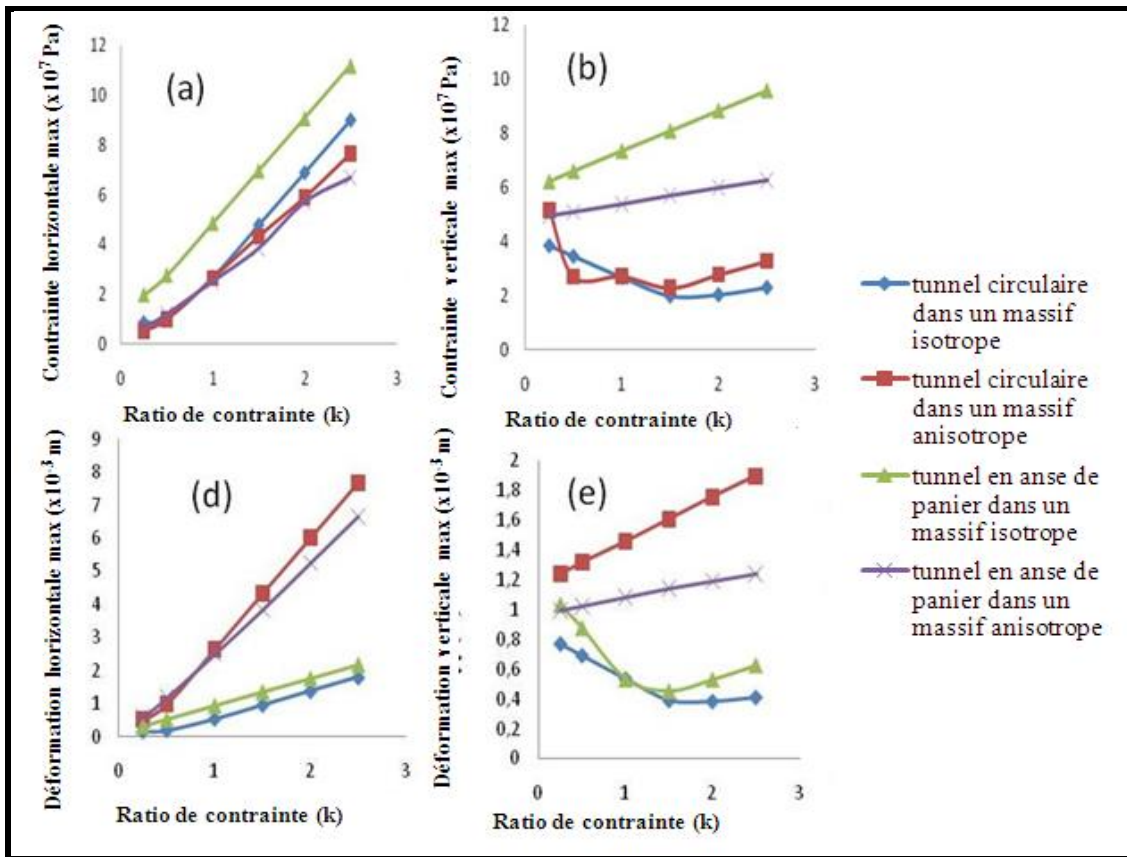 Contrainte horizontale max (x10⁷ Pa)
12
10
8
6
4
2
0
(a)
0
1
2
3
Ratio de contrainte (k)
Contrainte verticale max (x10⁷ Pa)
12
10
8
6
4
2
0
(b)
0
1
2
3
Ratio de contrainte (k)
Déformation horizontale max (x10⁻³ m)
9
8
7
6
5
4
3
2
1
0
(d)
0
1
2
3
Ratio de contrainte (k)
Déformation verticale max (x10⁻³ m)
2
1,8
1,6
1,4
1,2
1
0,8
0,6
0,4
0,2
0
(e)
0
1
2
3
Ratio de contrainte (k)
tunnel circulaire
dans un massif
isotrope
tunnel circulaire
dans un massif
anisotrope
tunnel en anse de
panier dans un
massif isotrope
tunnel en anse de
panier dans un
massif anisotrope